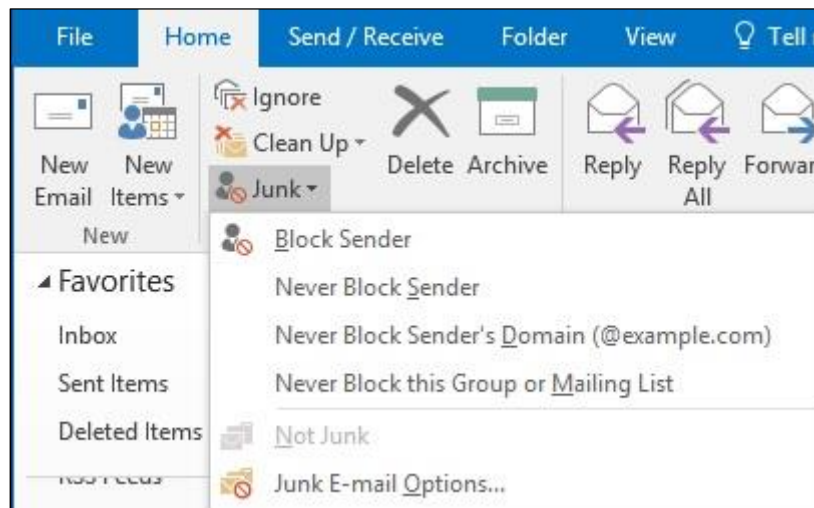 File Home Send / Receive Folder View Tell
Ignore
Clean Up
Junk
New Email
New Items
Delete
Archive
Reply
Reply All
New
Block Sender
Never Block Sender
Never Block Sender's Domain (@example.com)
Never Block this Group or Mailing List
Not Junk
Junk E-mail Options...
Favorites
Inbox
Sent Items
Deleted Items